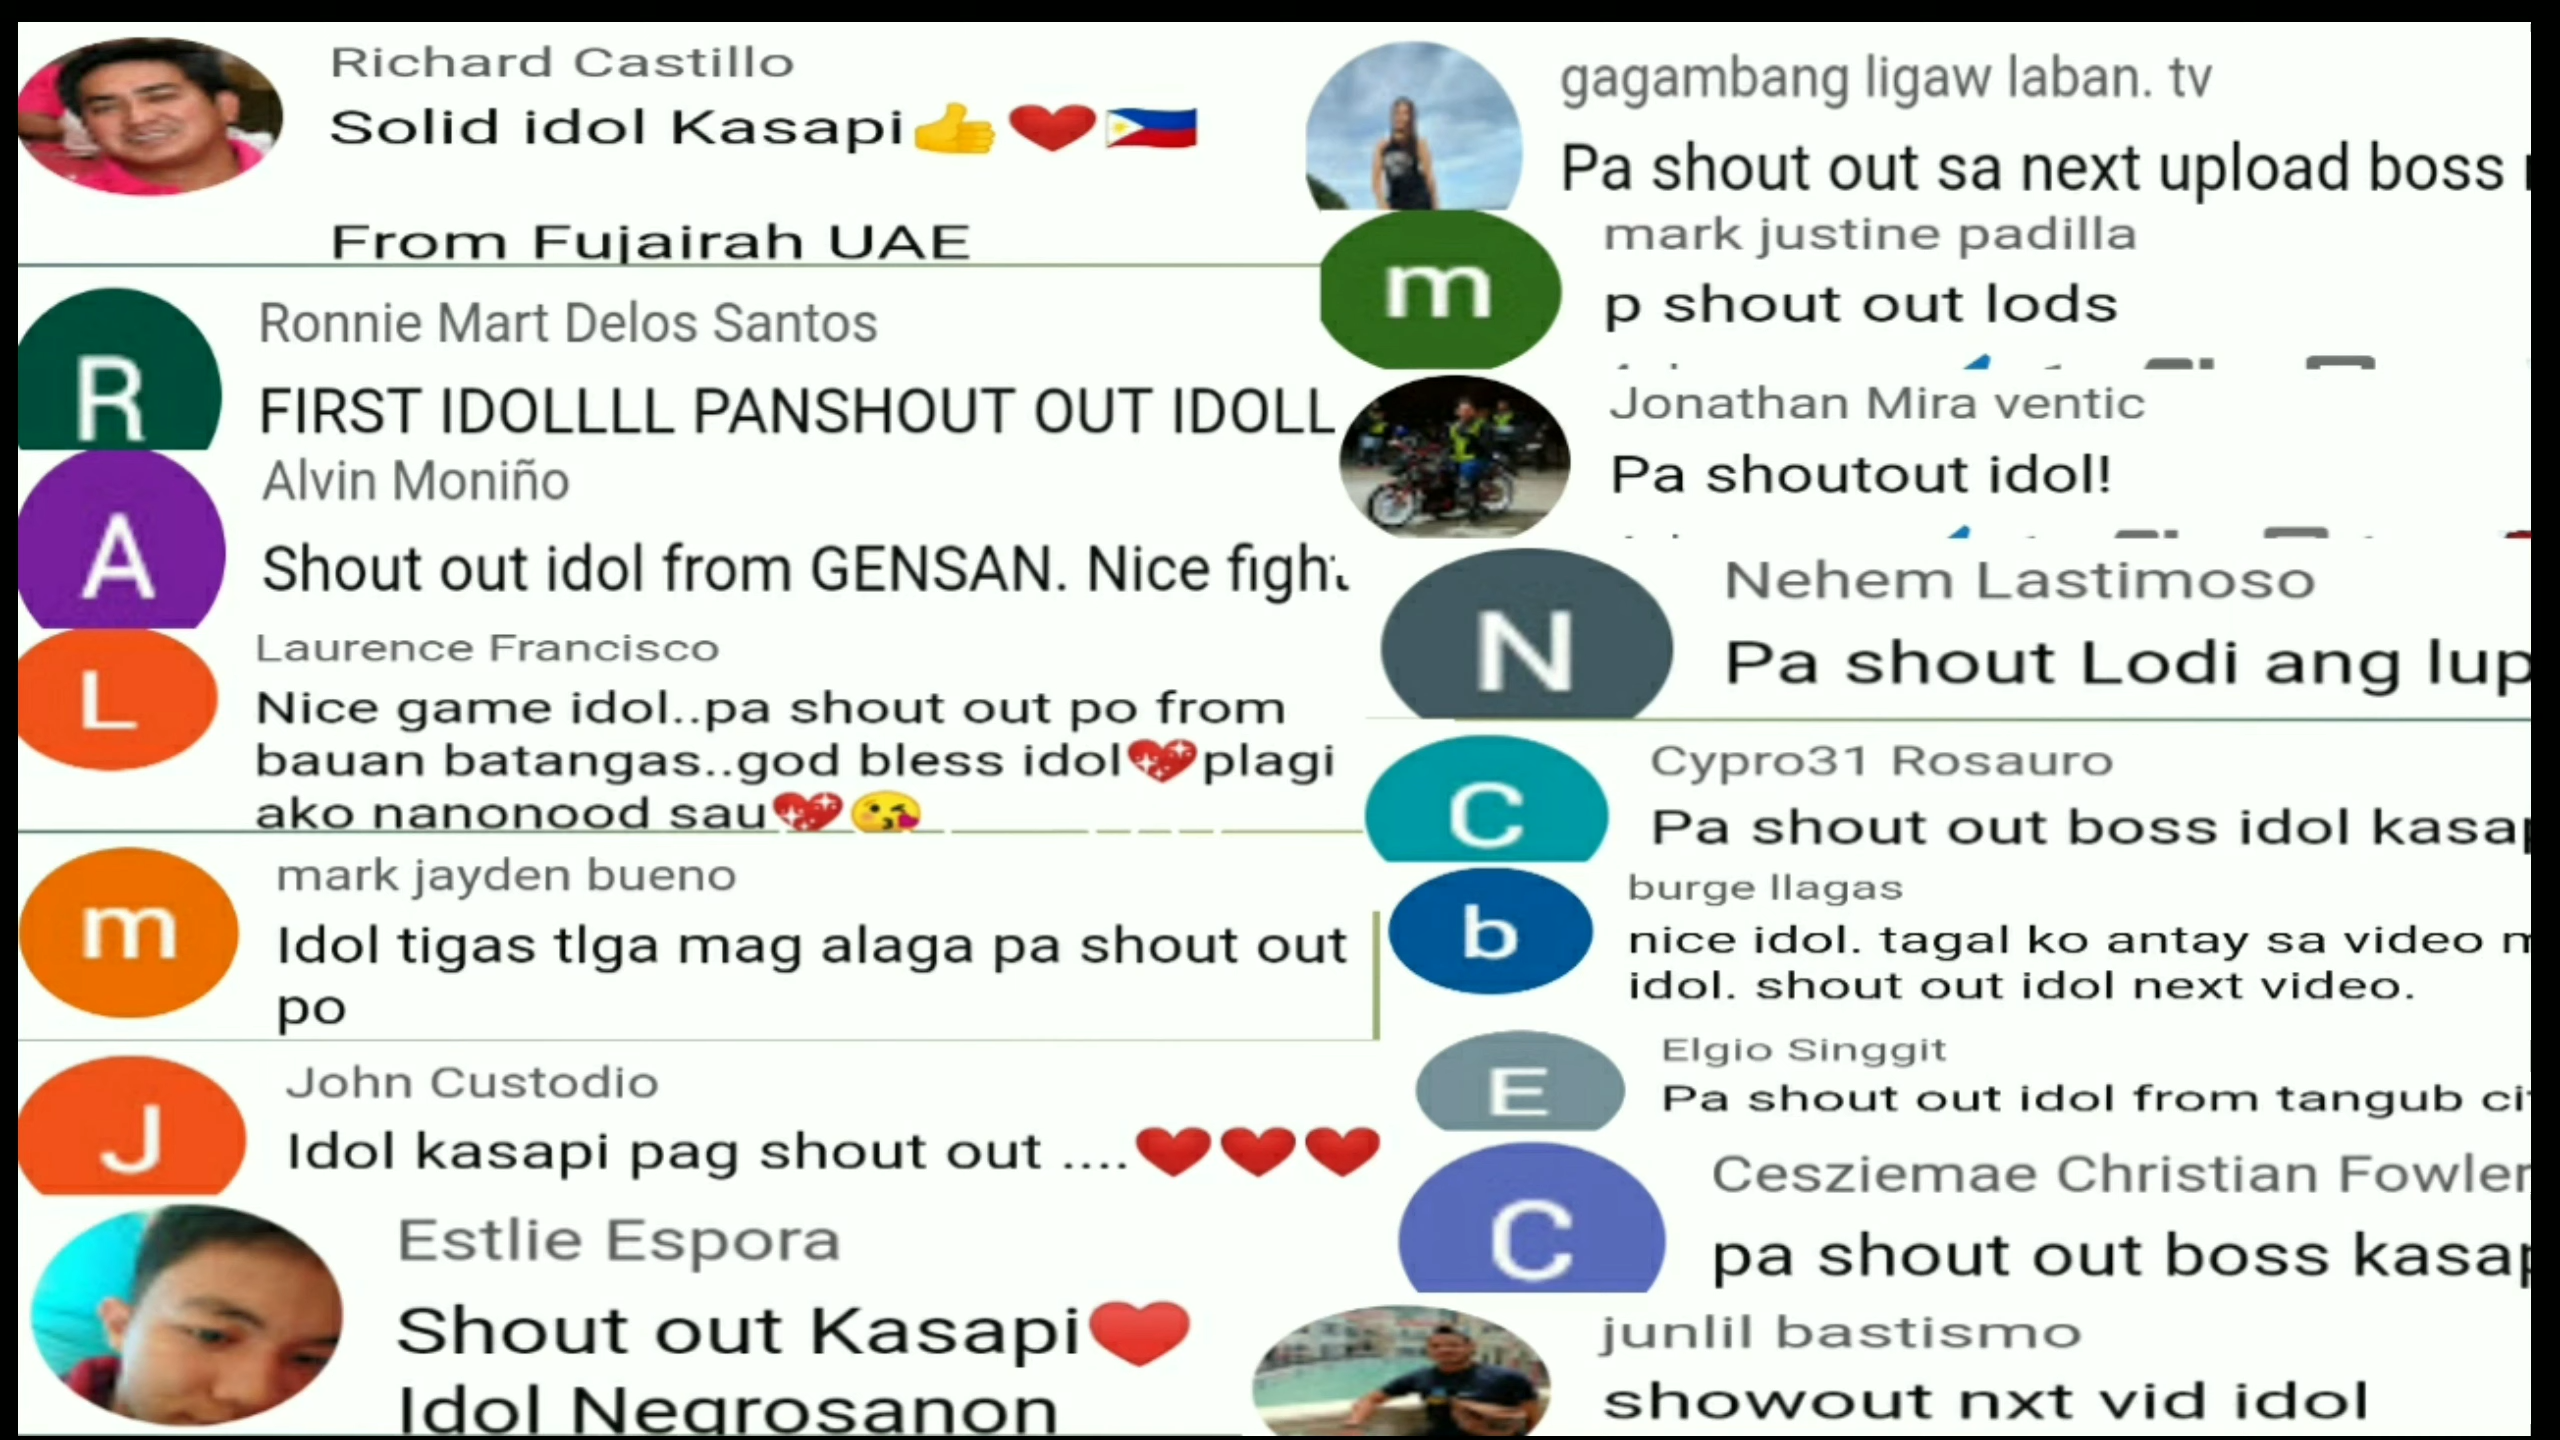 Richard Castillo
Solid idol Kasapi👍❤️🇵🇭
From Fujairah UAE
R
Ronnie Mart Delos Santos
FIRST IDOLLLL PANSHOUT OUT IDOLL
A
Alvin Moniño
Shout out idol from GENSAN. Nice fight
L
Laurence Francisco
Nice game idol..pa shout out po from
bauan batangas..god bless idol💖plagi
ako nanonood sau💖😘
m
mark jayden bueno
Idol tigas tlga mag alaga pa shout out
po
J
John Custodio
Idol kasapi pag shout out ....❤️❤️❤️
Estlie Espora
Shout out Kasapi❤️
Idol Negrosanon
gagambang ligaw laban. tv
Pa shout out sa next upload boss
m
mark justine padilla
p shout out lods
Jonathan Mira ventic
Pa shoutout idol!
N
Nehem Lastimoso
Pa shout Lodi ang lup
C
Cypro31 Rosauro
Pa shout out boss idol kasap
b
burge llagas
nice idol. tagal ko antay sa video m
idol. shout out idol next video.
E
Elgio Singgit
Pa shout out idol from tangub ci
C
Cesziemae Christian Fowler
pa shout out boss kasap
junlil bastismo
showout nxt vid idol